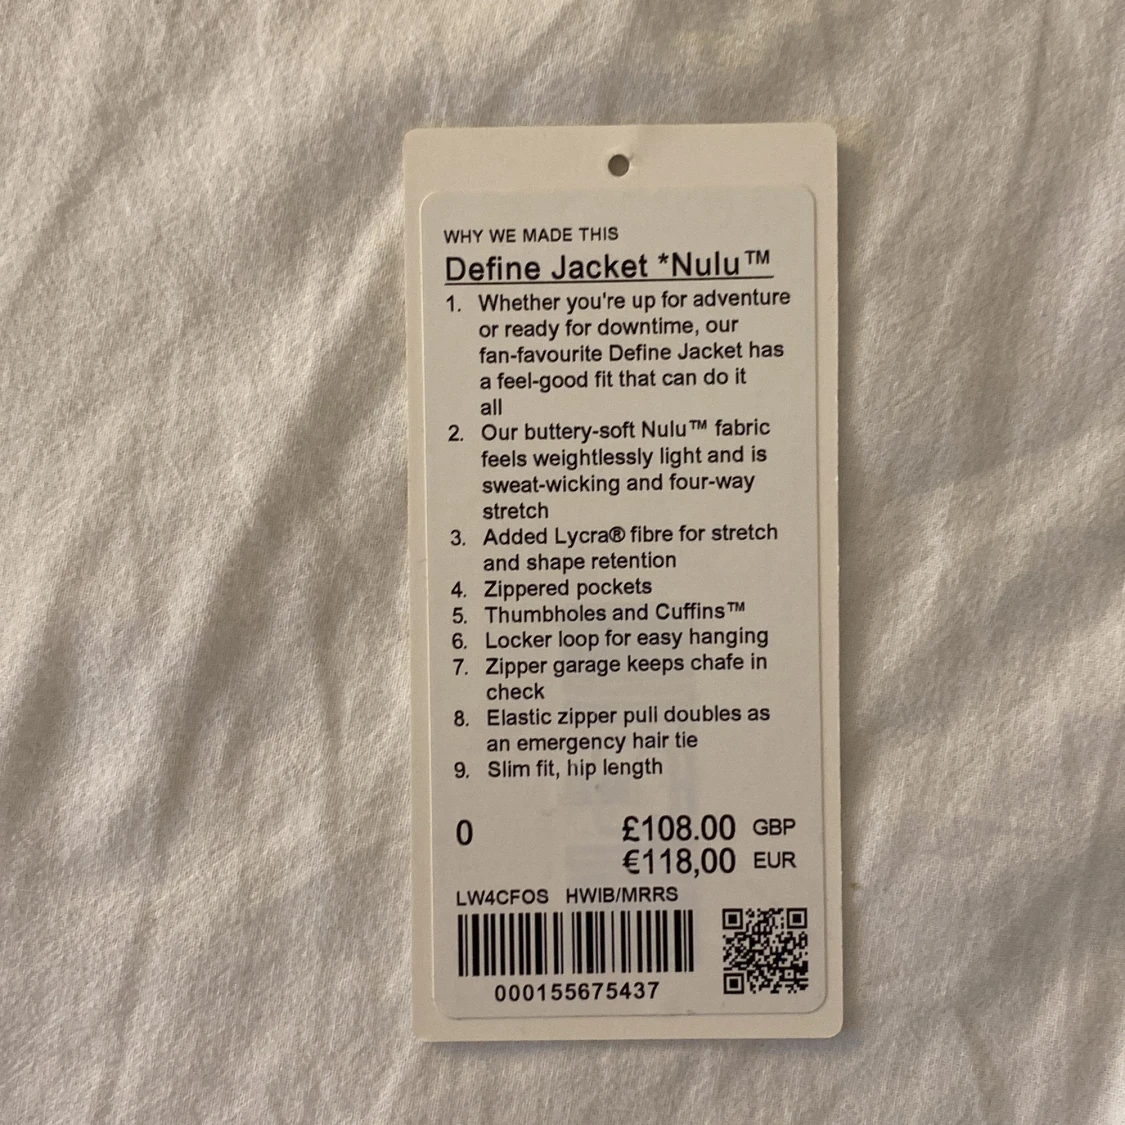 WHY WE MADE THIS
Define Jacket *Nulu™
1. Whether you're up for adventure
or ready for downtime, our
fan-favourite Define Jacket has
a feel-good fit that can do it
all
2. Our buttery-soft Nulu™ fabric
feels weightlessly light and is
sweat-wicking and four-way
stretch
3. Added Lycra® fibre for stretch
and shape retention
4. Zippered pockets
5. Thumbholes and Cuffins™
6. Locker loop for easy hanging
7. Zipper garage keeps chafe in
check
8. Elastic zipper pull doubles as
an emergency hair tie
9. Slim fit, hip length
0 £108.00 GBP
€118,00 EUR
LW4CFOS HWIB/MRRS
000155675437